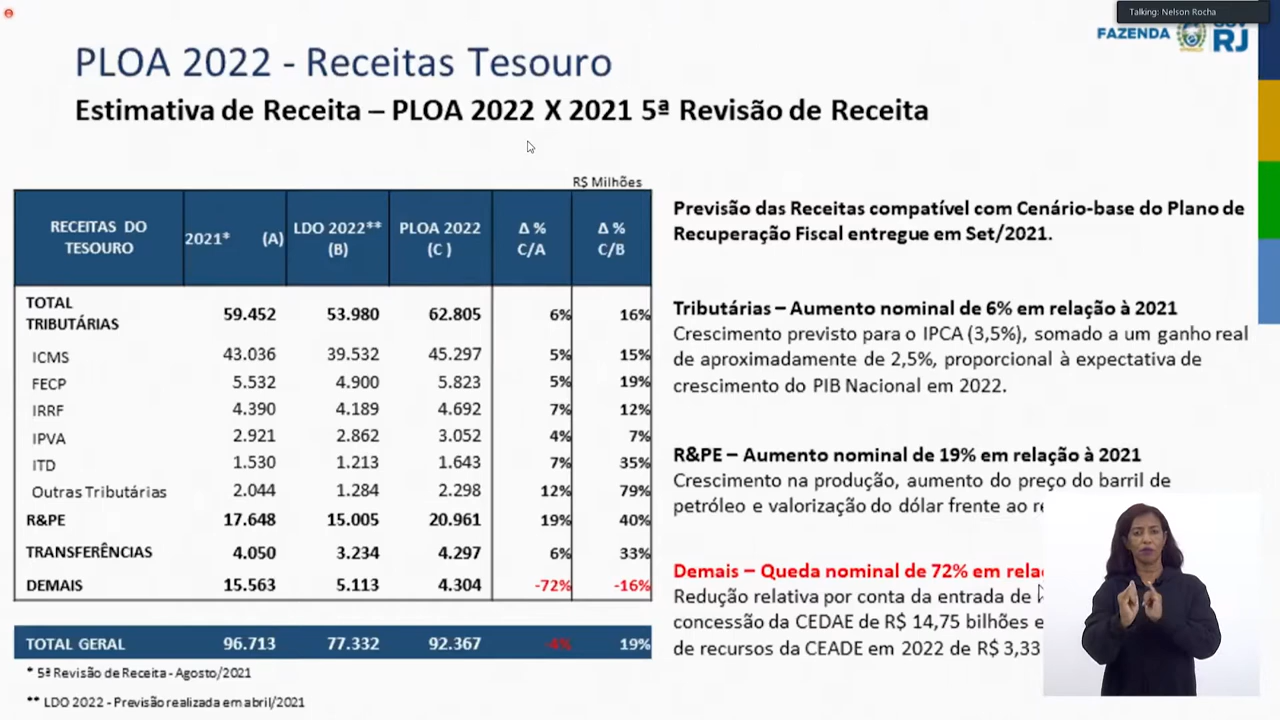 Talking: Nelson Rocha
FAZENDA
RJ
PLOA 2022 - Receitas Tesouro
Estimativa de Receita – PLOA 2022 X 2021 5ª Revisão de Receita
R$ Milhões
RECEITAS DO TESOURO 2021* (A) LDO 2022** (B) PLOA 2022 (C ) Δ % C/A Δ % C/B
TOTAL TRIBUTÁRIAS 59.452 53.980 62.805 6% 16%
ICMS 43.036 39.532 45.297 5% 15%
FECP 5.532 4.900 5.823 5% 19%
IRRF 4.390 4.189 4.692 7% 12%
IPVA 2.921 2.862 3.052 4% 7%
ITD 1.530 1.213 1.643 7% 35%
Outras Tributárias 2.044 1.284 2.298 12% 79%
R&PE 17.648 15.005 20.961 19% 40%
TRANSFERÊNCIAS 4.050 3.234 4.297 6% 33%
DEMAIS 15.563 5.113 4.304 -72% -16%
TOTAL GERAL 96.713 77.332 92.367 -4% 19%
* 5ª Revisão de Receita - Agosto/2021
** LDO 2022 - Previsão realizada em abril/2021
Previsão das Receitas compatível com Cenário-base do Plano de
Recuperação Fiscal entregue em Set/2021.
Tributárias – Aumento nominal de 6% em relação à 2021
Crescimento previsto para o IPCA (3,5%), somado a um ganho real
de aproximadamente de 2,5%, proporcional à expectativa de
crescimento do PIB Nacional em 2022.
R&PE – Aumento nominal de 19% em relação à 2021
Crescimento na produção, aumento do preço do barril de
petróleo e valorização do dólar frente ao
Demais – Queda nominal de 72% em
Redução relativa por conta da entrada de
concessão da CEDAE de R$ 14,75 bilhões
de recursos da CEADE em 2022 de R$ 3,33